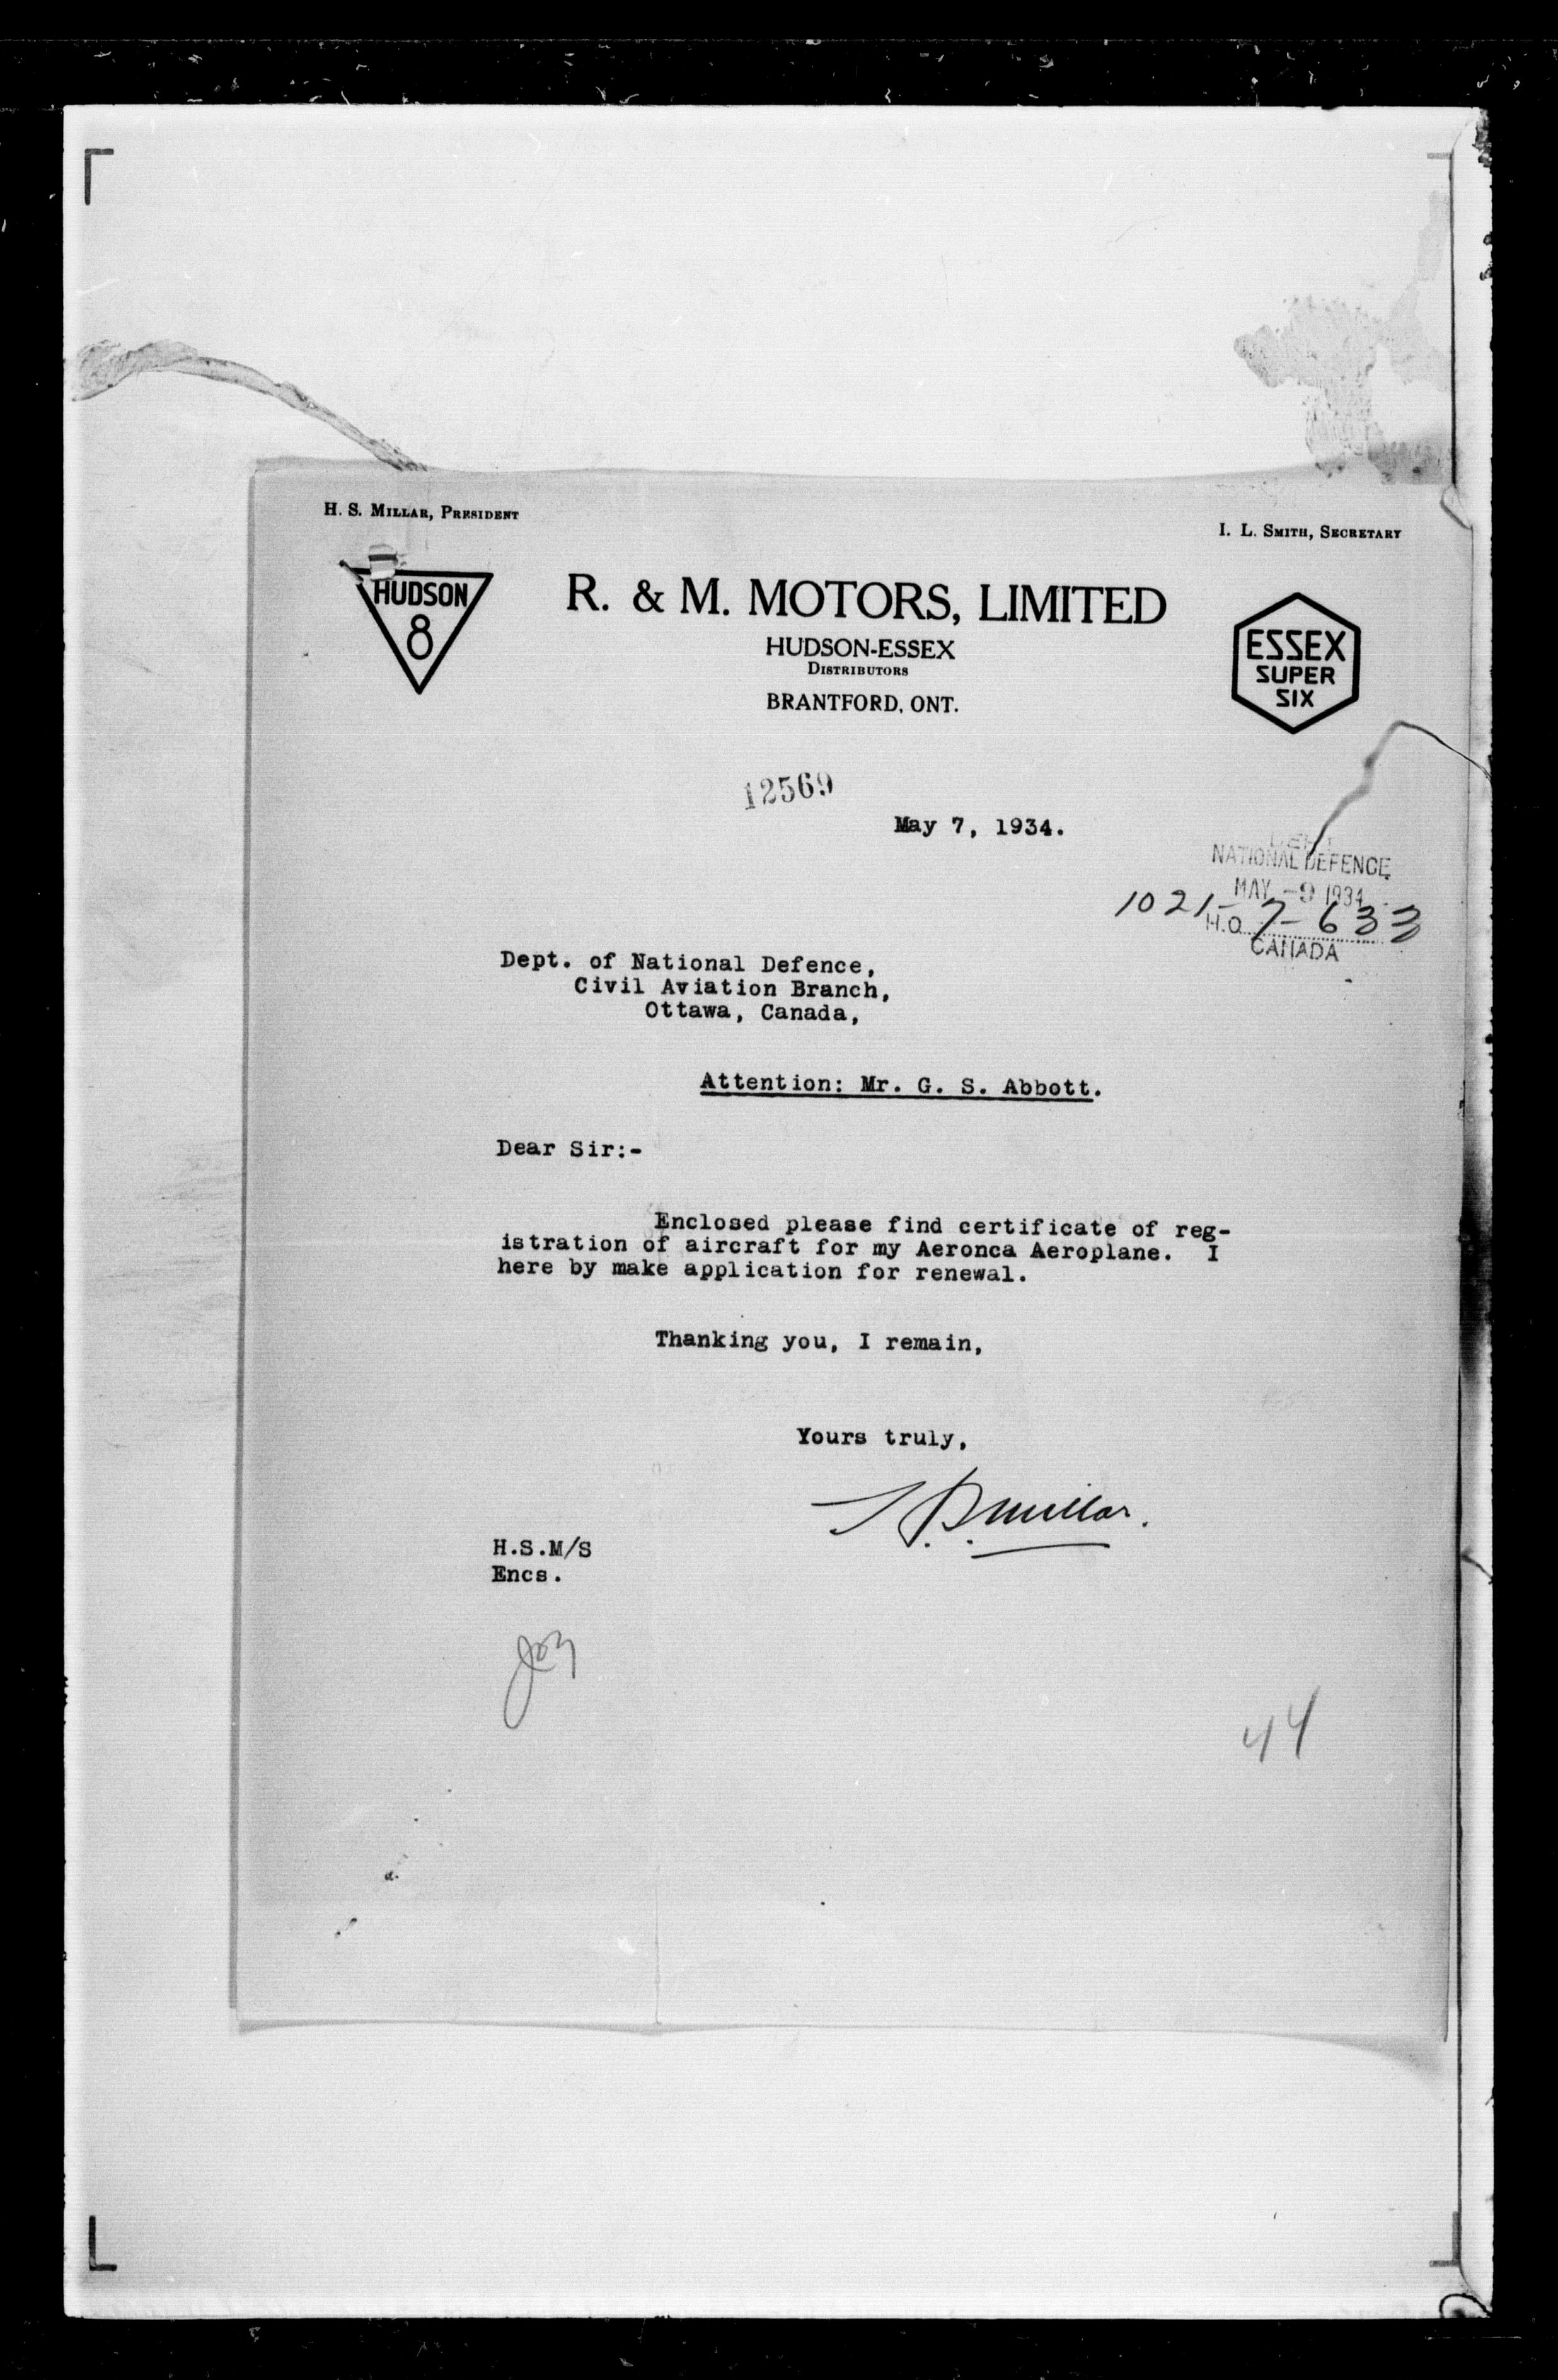 H. S. MILLAR, PRESIDENT
I. L. SMITH, SECRETARY
HUDSON
8
R. & M. MOTORS, LIMITED
HUDSON-ESSEX
DISTRIBUTORS
BRANTFORD, ONT.
ESSEX
SUPER
SIX
12569
May 7, 1934.
DEPT
NATIONAL DEFENCE
MAY -9 1934
1021-7-633
H.Q.
CANADA
Dept. of National Defence,
Civil Aviation Branch,
Ottawa, Canada,
Attention: Mr. G. S. Abbott.
Dear Sir:-
Enclosed please find certificate of reg-
istration of aircraft for my Aeronca Aeroplane. I
here by make application for renewal.
Thanking you, I remain,
Yours truly,
Millar.
H.S.M/S
Encs.
44